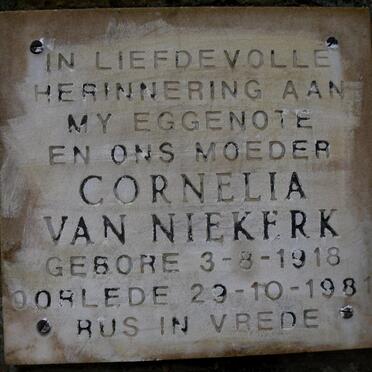 IN LIEFDEVOLLE
HERINNERING AAN
MY EGGENOTE
EN ONS MOEDER
CORNELIA
VAN NIEKERK
GEBORE 3-8-1918
OORLEDE 29-10-1981
RUS IN VREDE